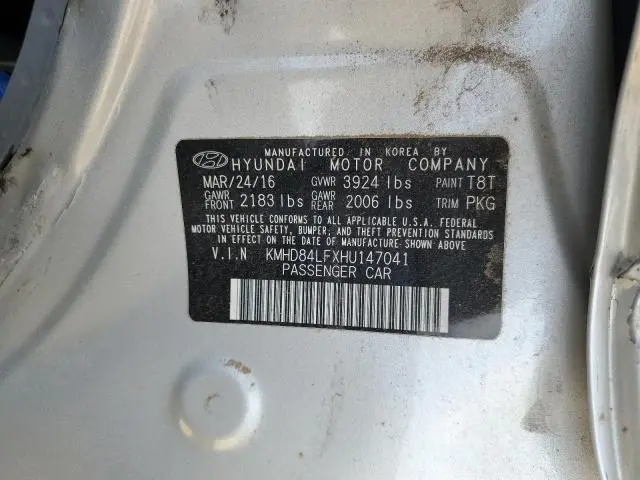 MANUFACTURED IN KOREA BY
HYUNDAI MOTOR COMPANY
MAR/24/16 GVWR 3924 lbs PAINT T8T
GAWR FRONT 2183 lbs GAWR REAR 2006 lbs TRIM PKG
THIS VEHICLE CONFORMS TO ALL APPLICABLE U.S.A. FEDERAL
MOTOR VEHICLE SAFETY, BUMPER, AND THEFT PREVENTION STANDARDS
IN EFFECT ON THE DATE OF MANUFACTURE SHOWN ABOVE
V.I.N KMHD84LFXHU147041
PASSENGER CAR